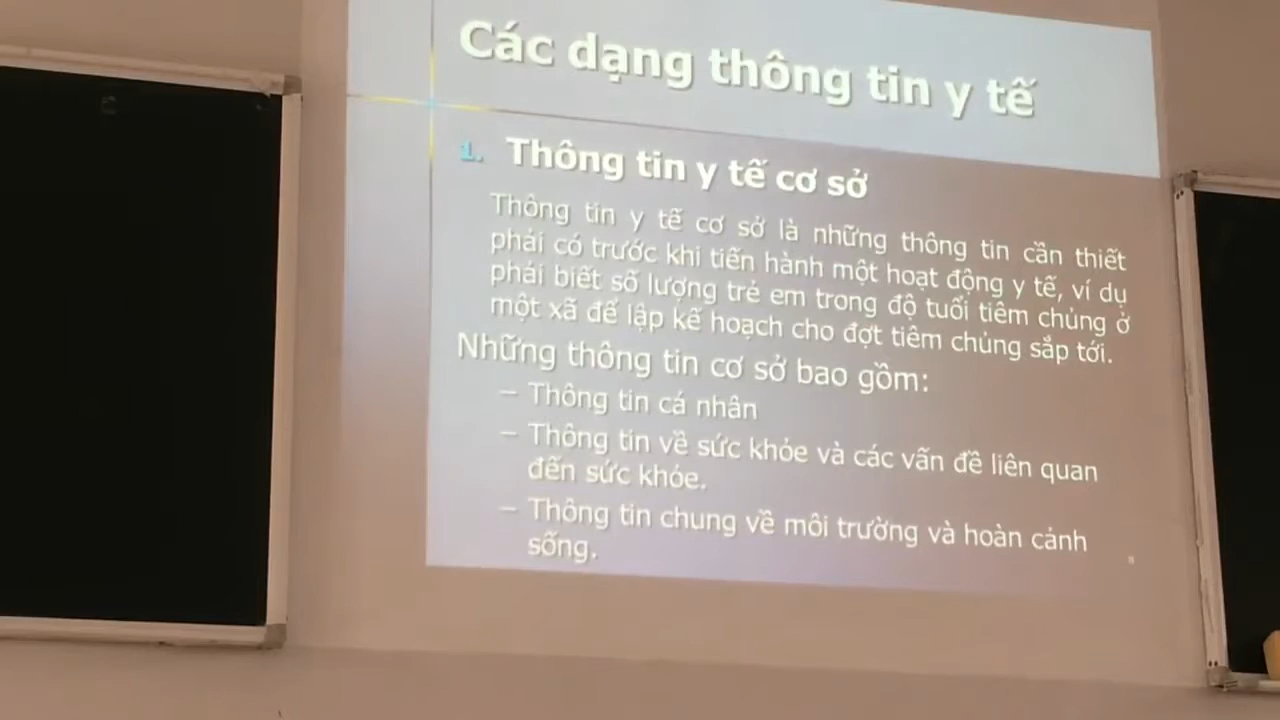 Các dạng thông tin y tế
1. Thông tin y tế cơ sở
Thông tin y tế cơ sở là những thông tin cần thiết
phải có trước khi tiến hành một hoạt động y tế, ví dụ
phải biết số lượng trẻ em trong độ tuổi tiêm chủng ở
một xã để lập kế hoạch cho đợt tiêm chủng sắp tới.
Những thông tin cơ sở bao gồm:
– Thông tin cá nhân
– Thông tin về sức khỏe và các vấn đề liên quan
đến sức khỏe.
– Thông tin chung về môi trường và hoàn cảnh
sống.